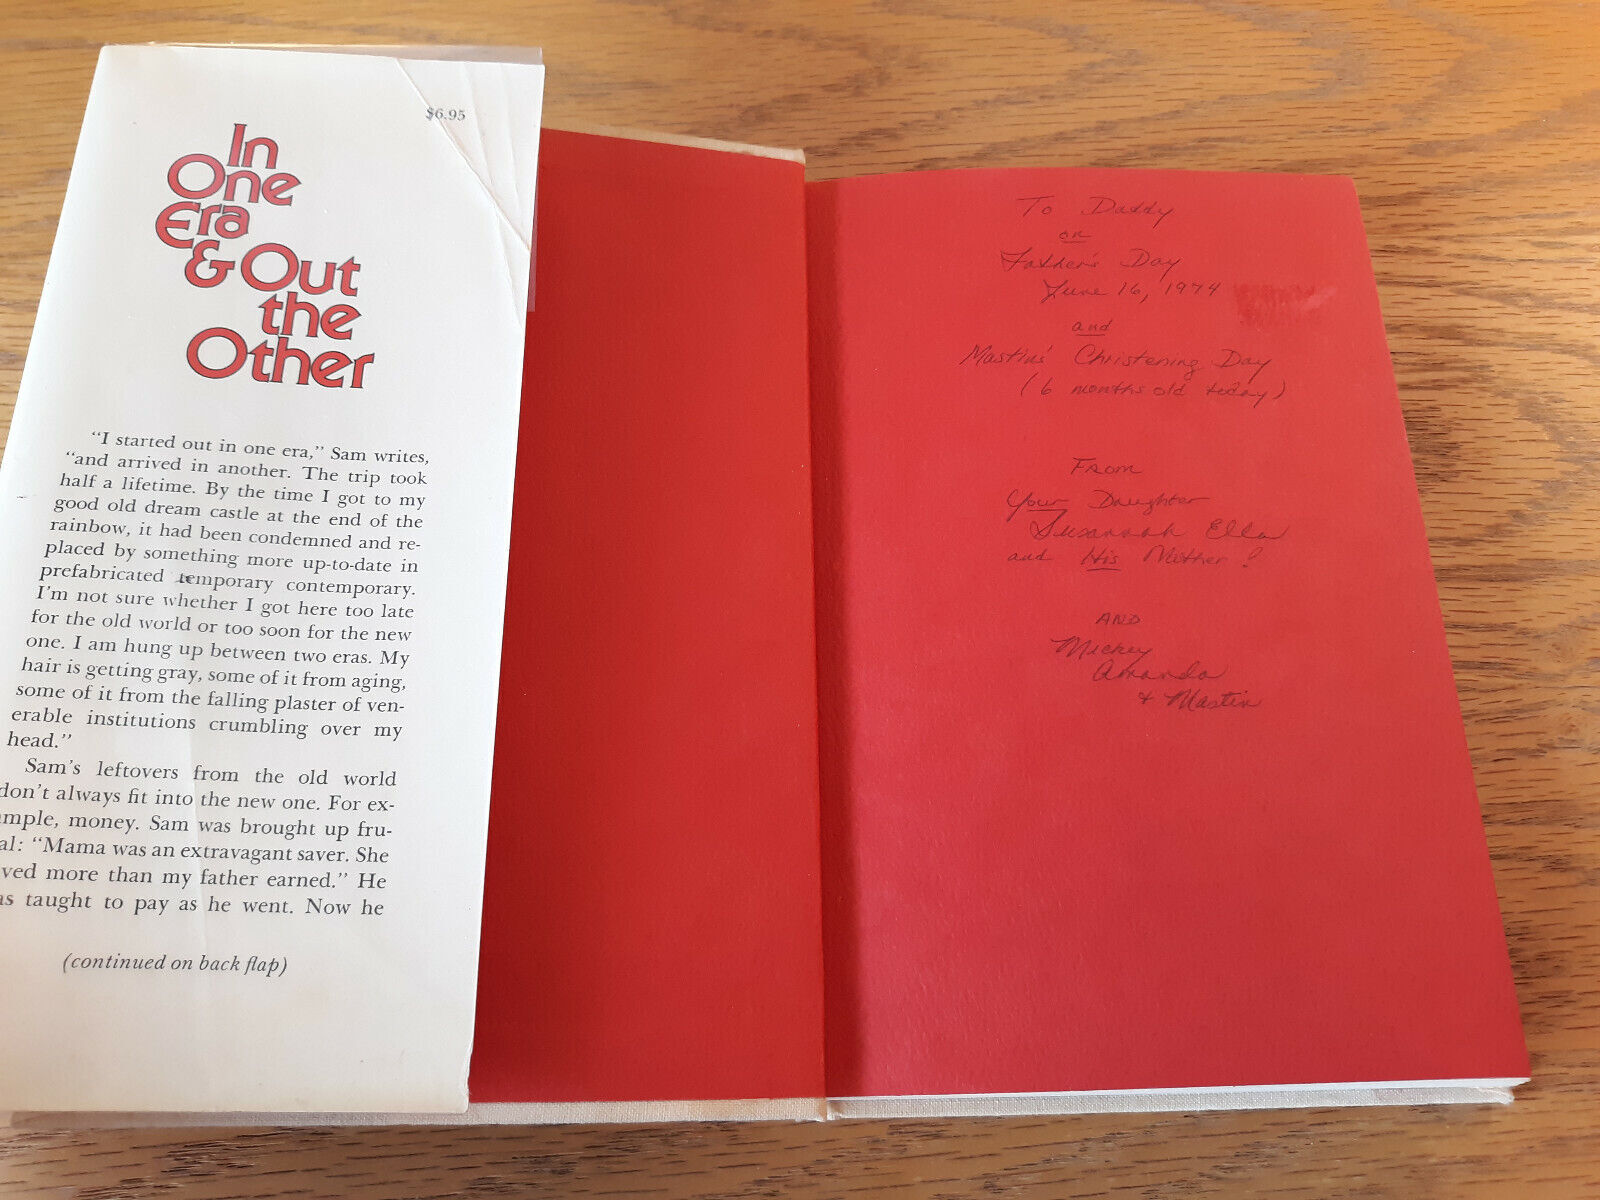 $6.95
In
One
Era
& Out
the
Other
"I started out in one era," Sam writes,
"and arrived in another. The trip took
half a lifetime. By the time I got to my
good old dream castle at the end of the
rainbow, it had been condemned and re-
placed by something more up-to-date in
prefabricated temporary contemporary.
I'm not sure whether I got here too late
for the old world or too soon for the new
one. I am hung up between two eras. My
hair is getting gray, some of it from aging,
some of it from the falling plaster of ven-
erable institutions crumbling over my
head."
Sam's leftovers from the old world
don't always fit into the new one. For ex-
ample, money. Sam was brought up fru-
al: "Mama was an extravagant saver. She
ved more than my father earned." He
as taught to pay as he went. Now he
(continued on back flap)
To Daddy
on
Father's Day
June 16, 1974
and
Mastin's Christening Day
(6 months old today)
From
Your Daughter
Susannah Ella
and His Mother!
AND
Mickey
Amanda
& Mastin